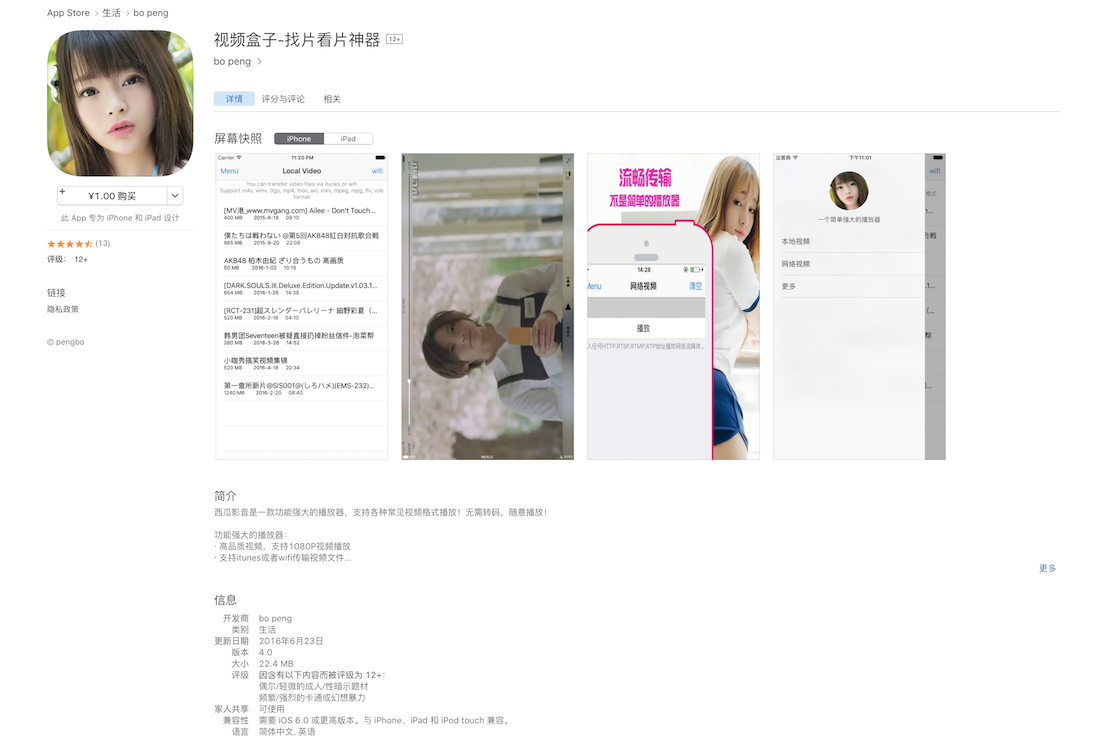 App Store > 生活 > bo peng
视频盒子-找片看片神器 12+
bo peng >
详情 评分与评论 相关
¥1.00 购买
此 App 专为 iPhone 和 iPad 设计
(13)
评级： 12+
链接
隐私政策
© pengbo
屏幕快照 iPhone iPad
Carrier 11:20 PM
Menu Local Video wifi
You can transfer video files via itunes or wifi
Support m4v, wmv, 3gp, mp4, mov, avi, mkv, mpeg, mpg, flv, vob
format
[MV港_www.mvgang.com] Ailee - Don't Touch...
400 MB 2015-8-18 09:10
僕たちは戦わない @第5回AKB48紅白対抗歌合戦
865 MB 2015-9-20 22:08
AKB48 柏木由紀 ぎり合うもの 高画质
50 MB 2016-1-02 10:15
[DARK.SOULS.III.Deluxe.Edition.Update.v1.03.1...
654 MB 2016-1-26 14:38
[RCT-231]超スレンダーバレリーナ 細野彩夏（...
520 MB 2016-2-18 04:10
韩男团Seventeen被疑直接扔掉粉丝信件-泡菜帮
280 MB 2016-3-26 14:52
小咖秀搞笑视频集锦
520 MB 2016-4-18 20:34
第一會所新片@SIS001@(しろハメ)(EMS-232)...
1240 MB 2016-2-20 08:40
流畅传输
不是简单的播放器
14:28
Menu 网络视频 清空
播放
入任何HTTP,RTSP,RTMP,RTP地址播放网络流媒体...
运营商 下午11:01
wifi
一个简单强大的播放器
格式
本地视频
合戦
网络视频
更多
.1...
(...
帮
)...
简介
西瓜影音是一款功能强大的播放器，支持各种常见视频格式播放！无需转码，随意播放！
功能强大的播放器：
· 高品质视频，支持1080P视频播放
· 支持itunes或者wifi传输视频文件...
更多
信息
开发商 bo peng
类别 生活
更新日期 2016年6月23日
版本 4.0
大小 22.4 MB
评级 因含有以下内容而被评级为 12+：
偶尔/轻微的成人/性暗示题材
频繁/强烈的卡通或幻想暴力
家人共享 可使用
兼容性 需要 iOS 6.0 或更高版本。与 iPhone、iPad 和 iPod touch 兼容。
语言 简体中文, 英语